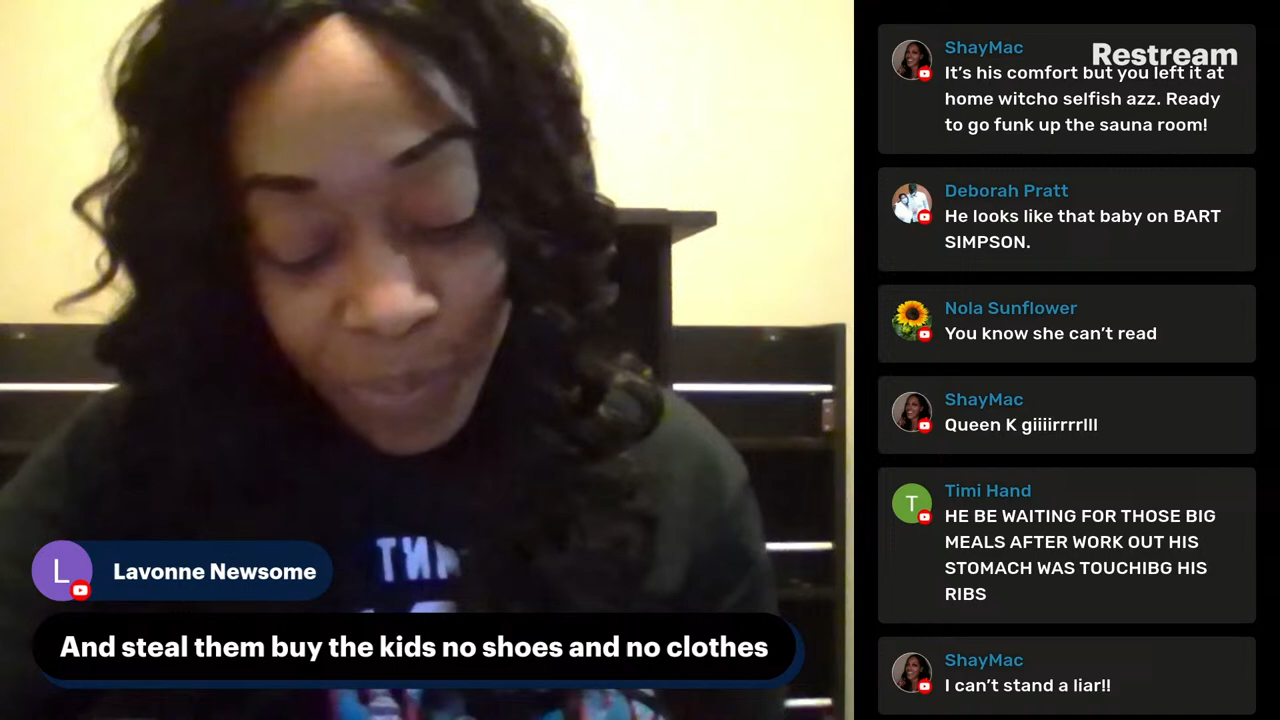 Restream
ShayMac
It's his comfort but you left it at
home witcho selfish azz. Ready
to go funk up the sauna room!
Deborah Pratt
He looks like that baby on BART
SIMPSON.
Nola Sunflower
You know she can't read
ShayMac
Queen K giiiirrrrlll
T
Timi Hand
HE BE WAITING FOR THOSE BIG
MEALS AFTER WORK OUT HIS
STOMACH WAS TOUCHIBG HIS
RIBS
ShayMac
I can't stand a liar!!
L
Lavonne Newsome
And steal them buy the kids no shoes and no clothes